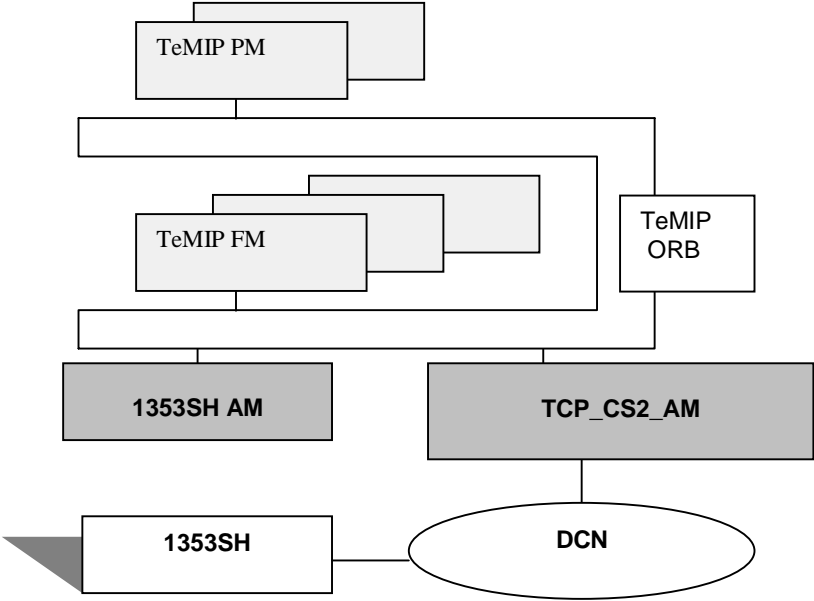 TeMIP PM
TeMIP FM
TeMIP
ORB
1353SH AM
TCP_CS2_AM
1353SH
DCN